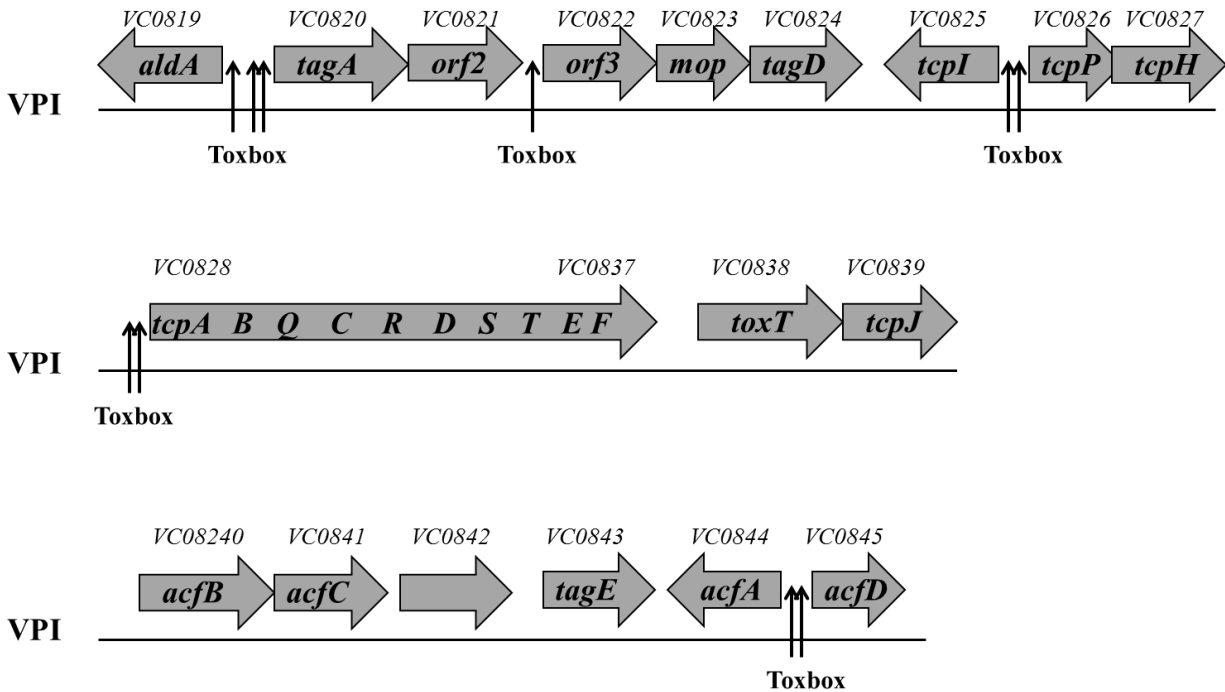 VC0819 VC0820 VC0821 VC0822 VC0823 VC0824 VC0825 VC0826 VC0827
aldA tagA orf2 orf3 mop tagD tcpI tcpP tcpH
VPI
Toxbox Toxbox Toxbox
VC0828 VC0837 VC0838 VC0839
tcpA B Q C R D S T E F toxT tcpJ
VPI
Toxbox
VC08240 VC0841 VC0842 VC0843 VC0844 VC0845
acfB acfC tagE acfA acfD
VPI
Toxbox